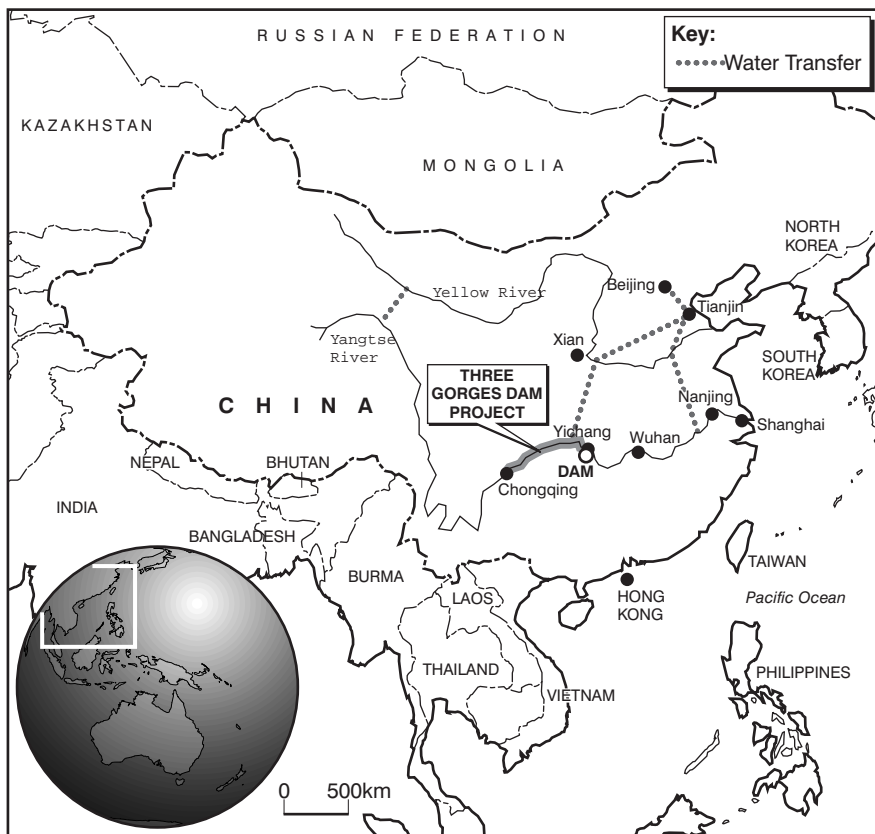 RUSSIAN FEDERATION
Key:
Water Transfer
KAZAKHSTAN
MONGOLIA
NORTH
KOREA
Beijing
Yellow River
Tianjin
Yangtse
River
Xian
SOUTH
KOREA
THREE
GORGES DAM
PROJECT
CHINA
Nanjing
Shanghai
Yichang
Wuhan
DAM
NEPAL
BHUTAN
Chongqing
INDIA
BANGLADESH
TAIWAN
BURMA
HONG
KONG
LAOS
Pacific Ocean
THAILAND
PHILIPPINES
VIETNAM
0 500km